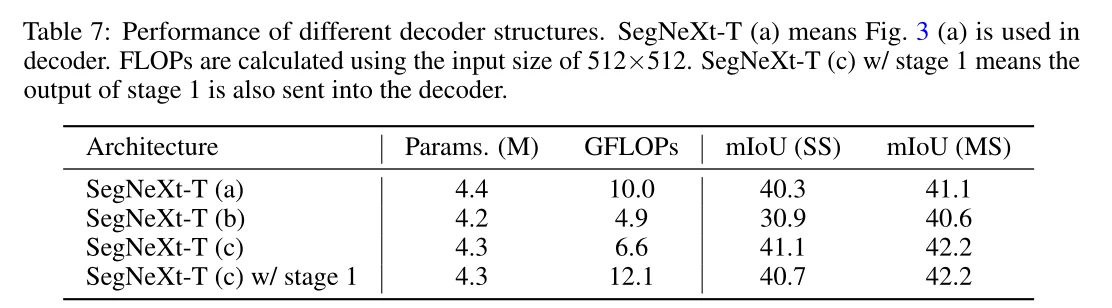 Table 7: Performance of different decoder structures. SegNeXt-T (a) means Fig. 3 (a) is used in
decoder. FLOPs are calculated using the input size of 512×512. SegNeXt-T (c) w/ stage 1 means the
output of stage 1 is also sent into the decoder.
Architecture Params. (M) GFLOPs mIoU (SS) mIoU (MS)
SegNeXt-T (a) 4.4 10.0 40.3 41.1
SegNeXt-T (b) 4.2 4.9 30.9 40.6
SegNeXt-T (c) 4.3 6.6 41.1 42.2
SegNeXt-T (c) w/ stage 1 4.3 12.1 40.7 42.2